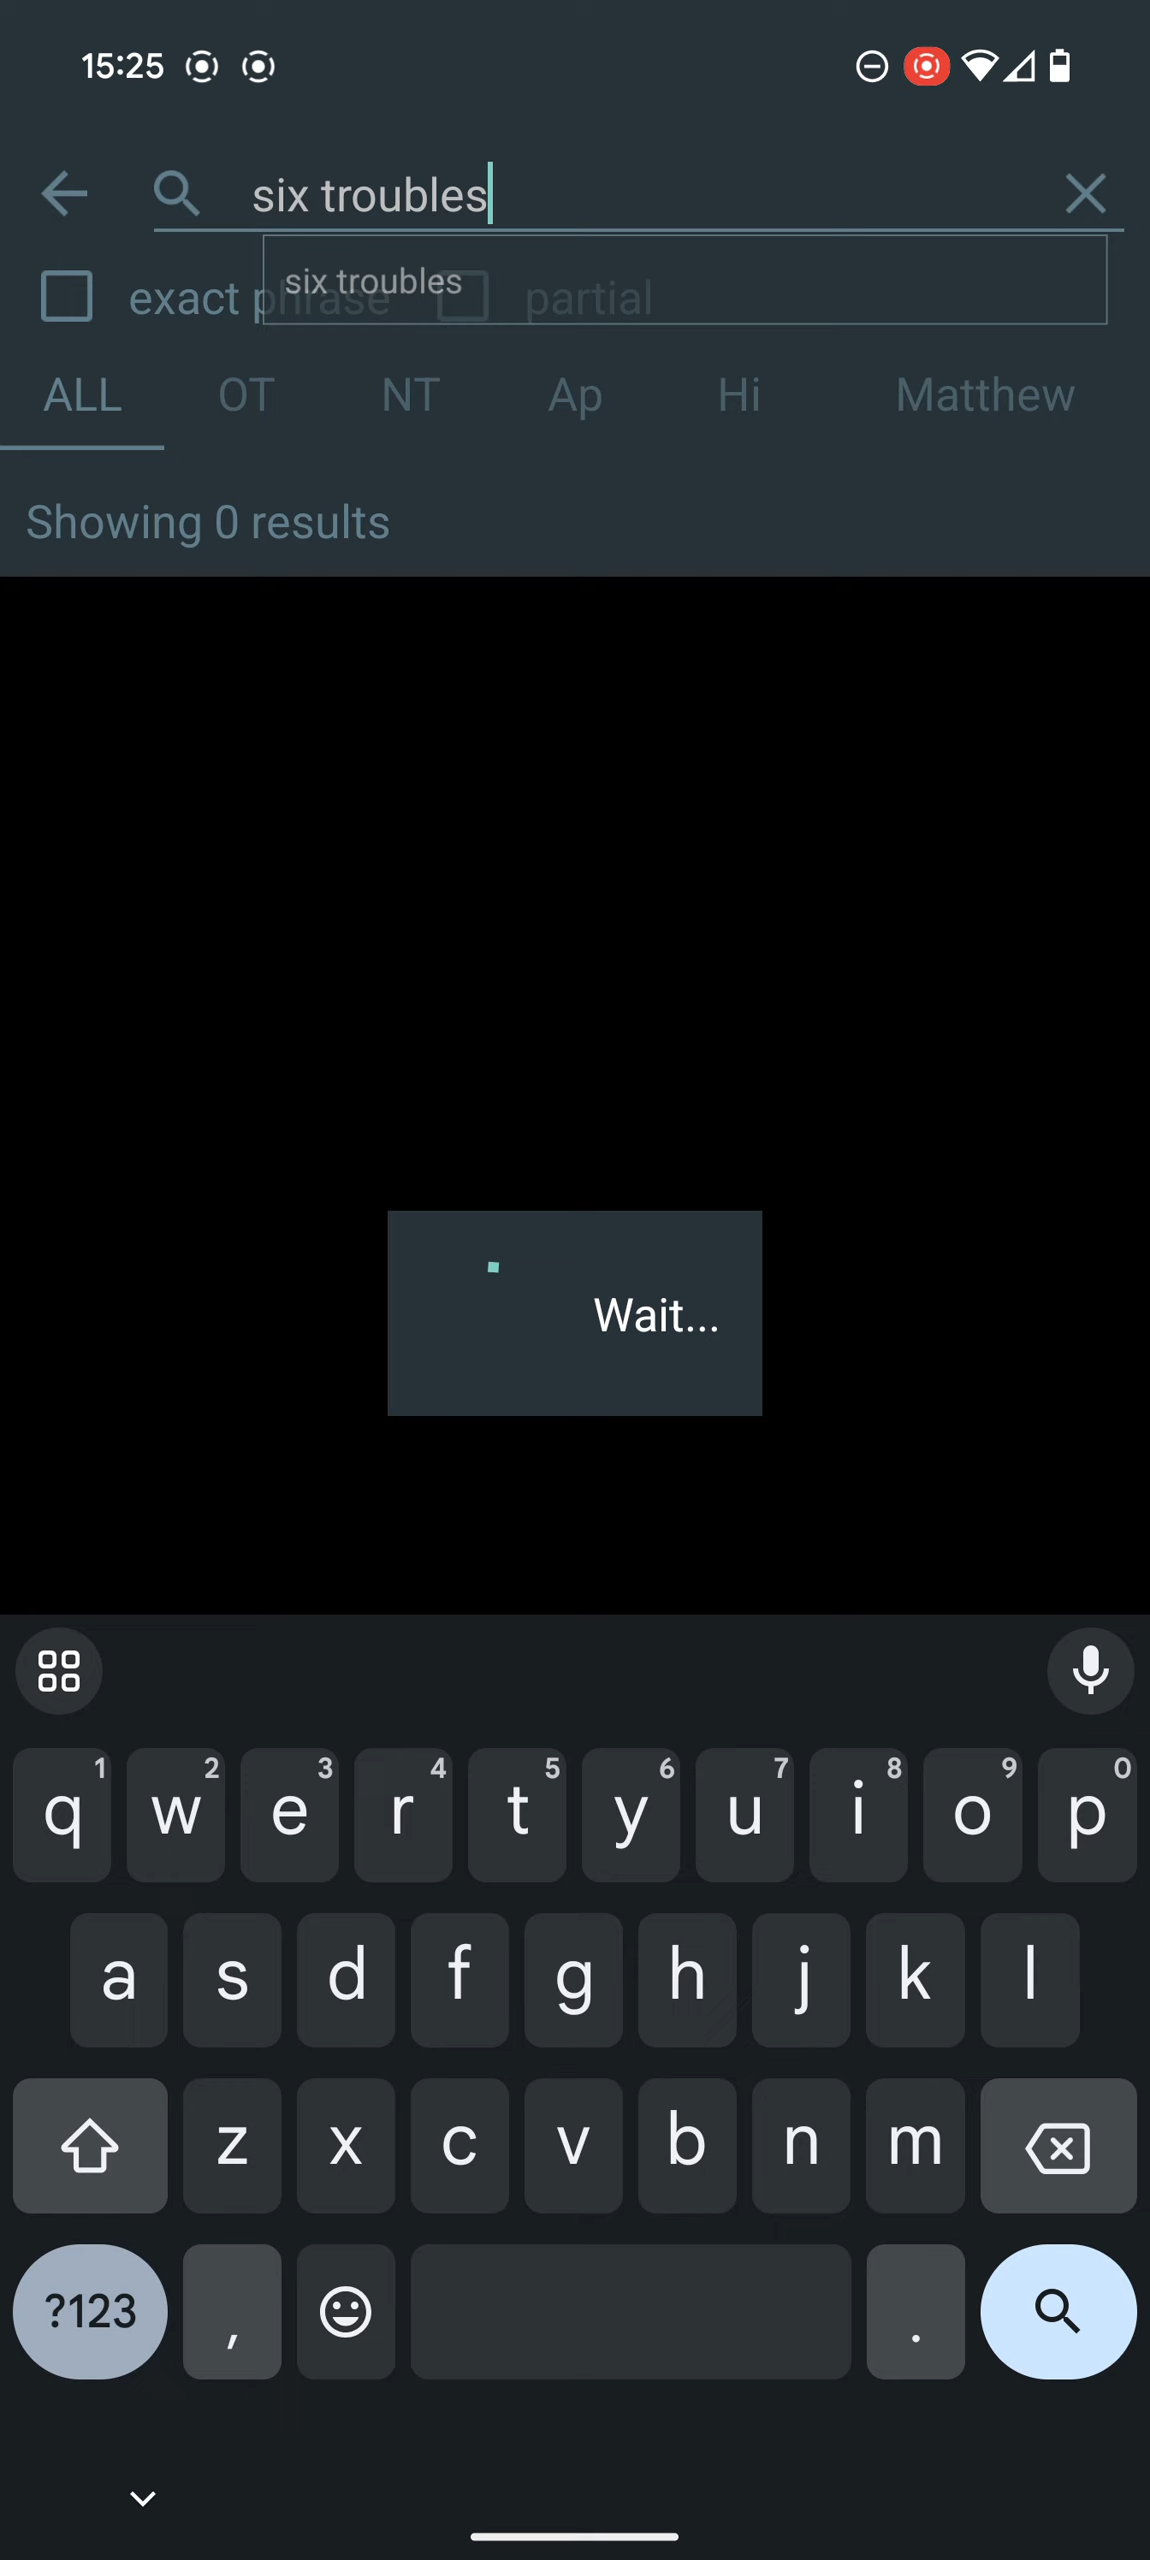 15:25
six troubles
six troubles
exact phrase partial
ALL OT NT Ap Hi Matthew
Showing 0 results
Wait...
1 2 3 4 5 6 7 8 9 0
q w e r t y u i o p
a s d f g h j k l
z x c v b n m
?123 , .